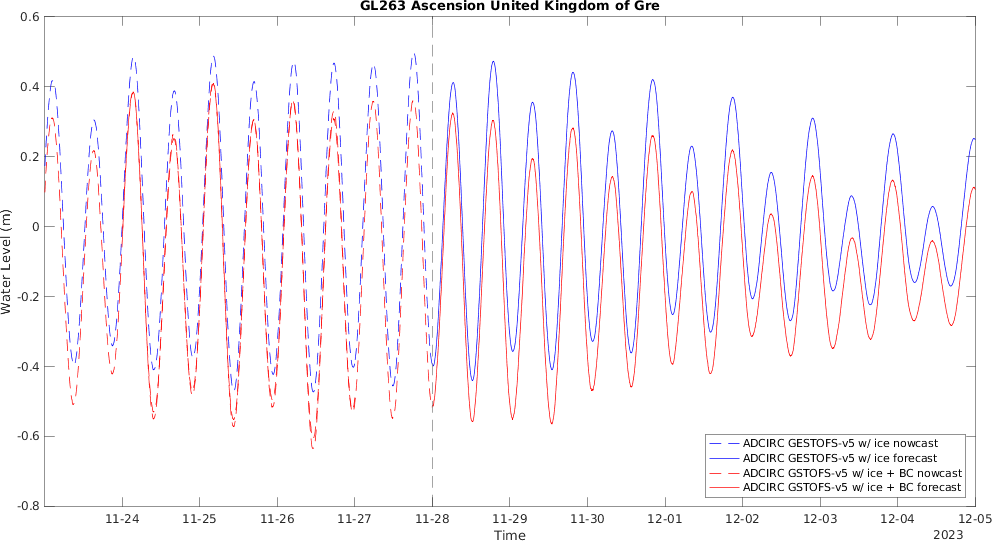 GL263 Ascension United Kingdom of Gre
0.6
0.4
0.2
0
-0.2
-0.4
-0.6
-0.8
Water Level (m)
ADCIRC GESTOFS-v5 w/ ice nowcast
ADCIRC GESTOFS-v5 w/ ice forecast
ADCIRC GSTOFS-v5 w/ ice + BC nowcast
ADCIRC GSTOFS-v5 w/ ice + BC forecast
11-24 11-25 11-26 11-27 11-28 11-29 11-30 12-01 12-02 12-03 12-04 12-05
Time 2023